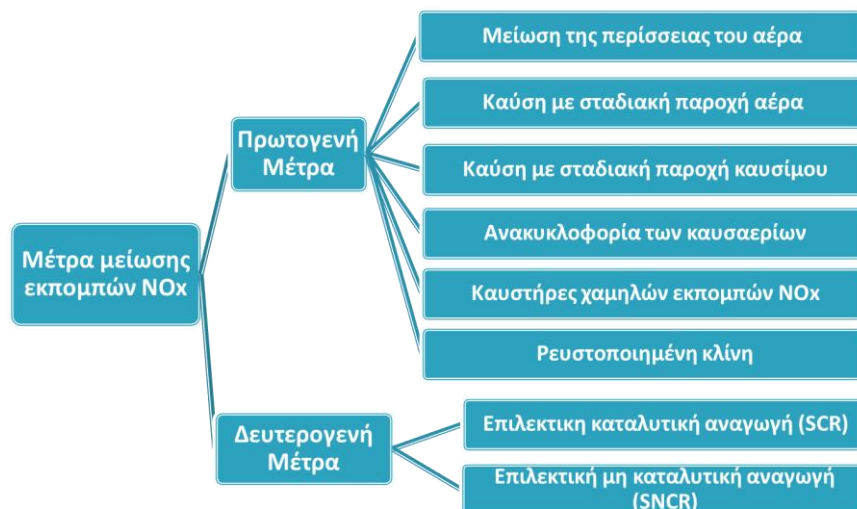 Μέτρα μείωσης
εκπομπών NOx
Πρωτογενή
Μέτρα
Μείωση της περίσσειας του αέρα
Καύση με σταδιακή παροχή αέρα
Καύση με σταδιακή παροχή καυσίμου
Ανακυκλοφορία των καυσαερίων
Καυστήρες χαμηλών εκπομπών NOx
Ρευστοποιημένη κλίνη
Δευτερογενή
Μέτρα
Επιλεκτικη καταλυτική αναγωγή (SCR)
Επιλεκτική μη καταλυτική αναγωγή
(SNCR)